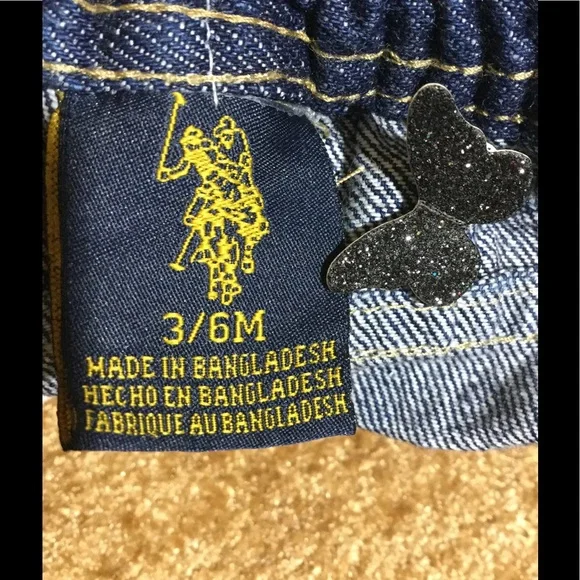 3/6M
MADE IN BANGLADESH
HECHO EN BANGLADESH
FABRIQUE AU BANGLADESH